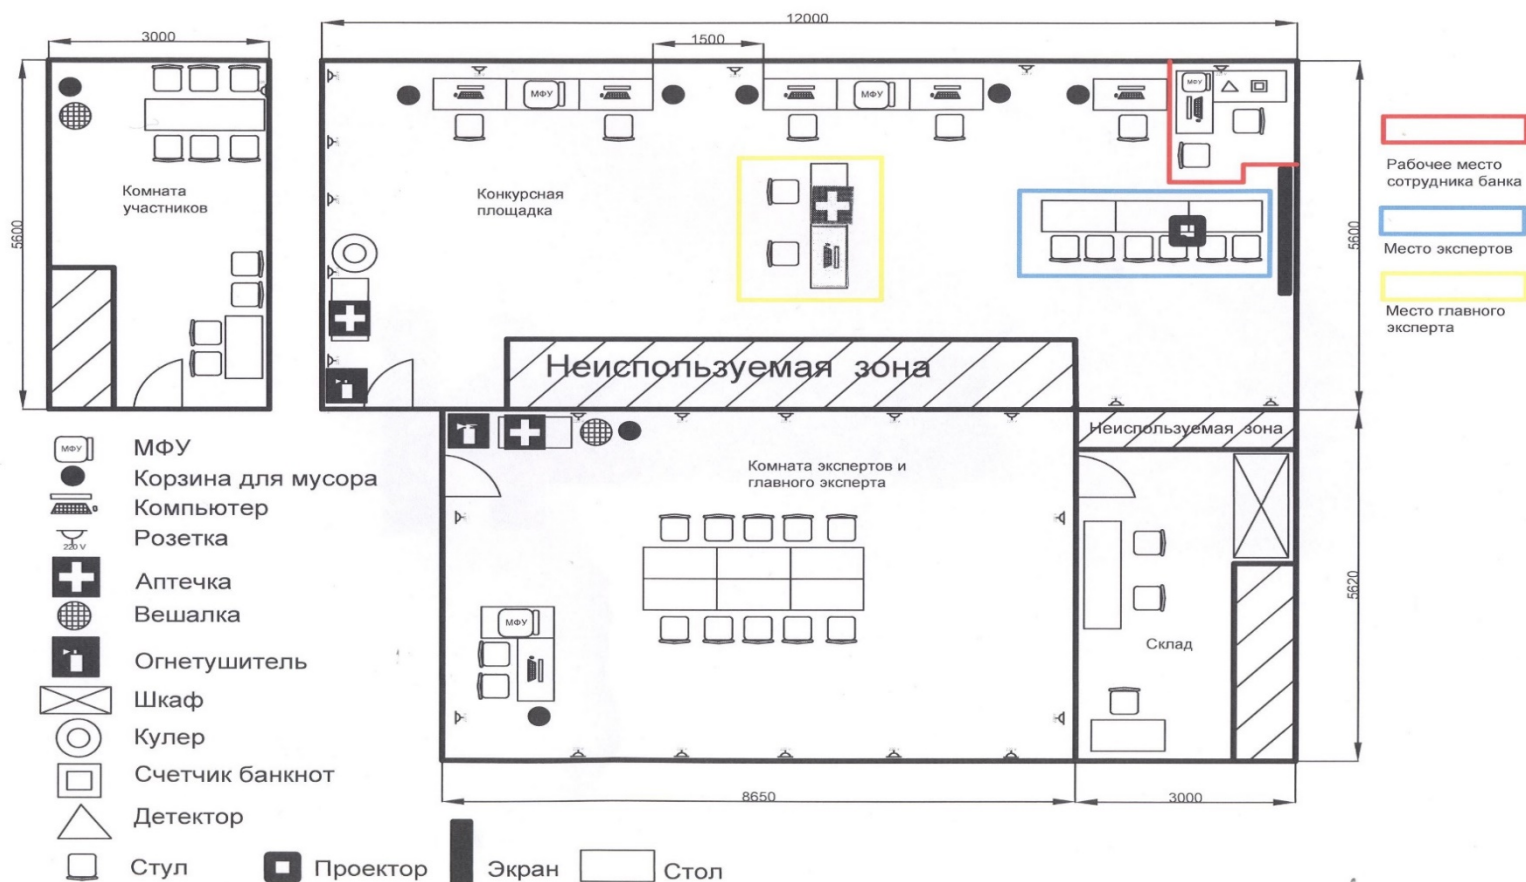 12000
3000
1500
МФУ
МФУ
МФУ
5600
5600
5600
Комната
участников
Конкурсная
площадка
Рабочее место
сотрудника банка
Место экспертов
Место главного
эксперта
Неиспользуемая зона
Неиспользуемая зона
Комната экспертов и
главного эксперта
МФУ
Склад
5620
8650
3000
МФУ МФУ
Корзина для мусора
Компьютер
220 V Розетка
Аптечка
Вешалка
Огнетушитель
Шкаф
Кулер
Счетчик банкнот
Детектор
Стул Проектор Экран Стол